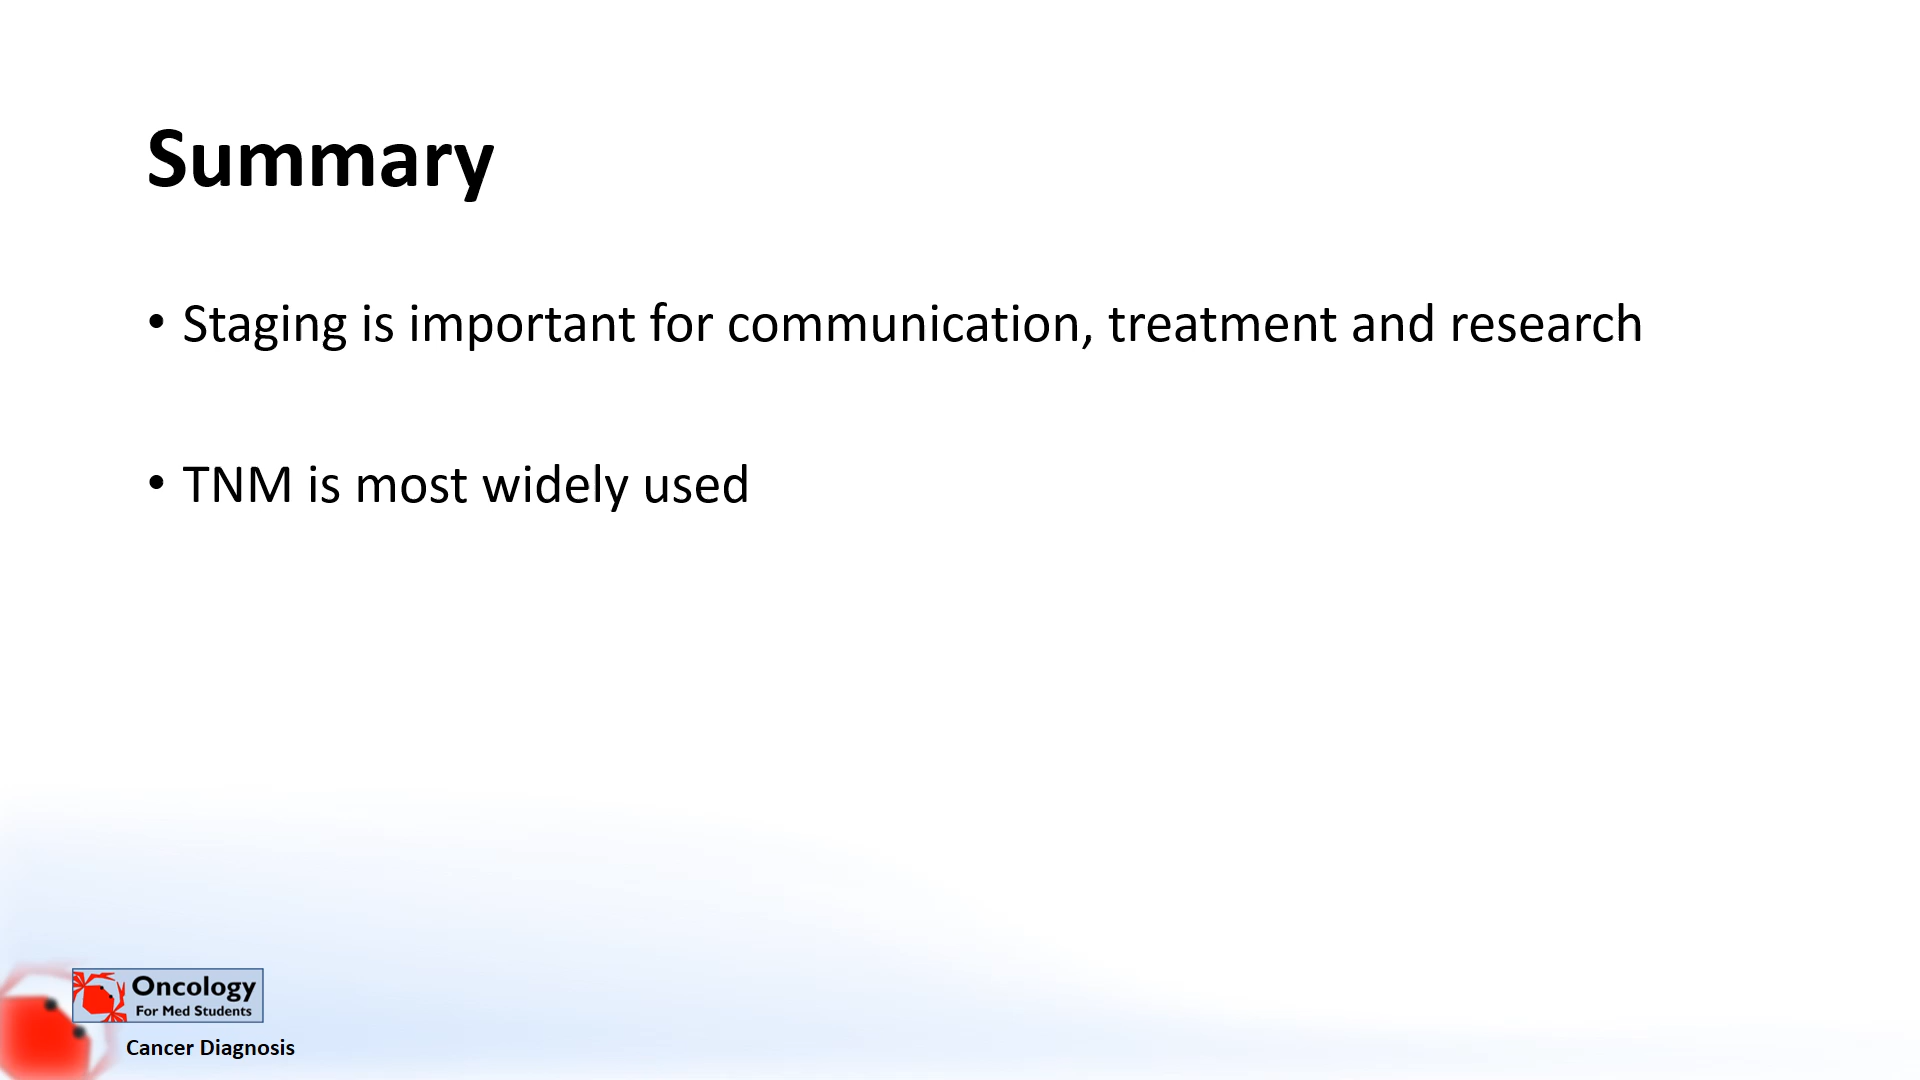 Summary
• Staging is important for communication, treatment and research
• TNM is most widely used
Oncology
For Med Students
Cancer Diagnosis